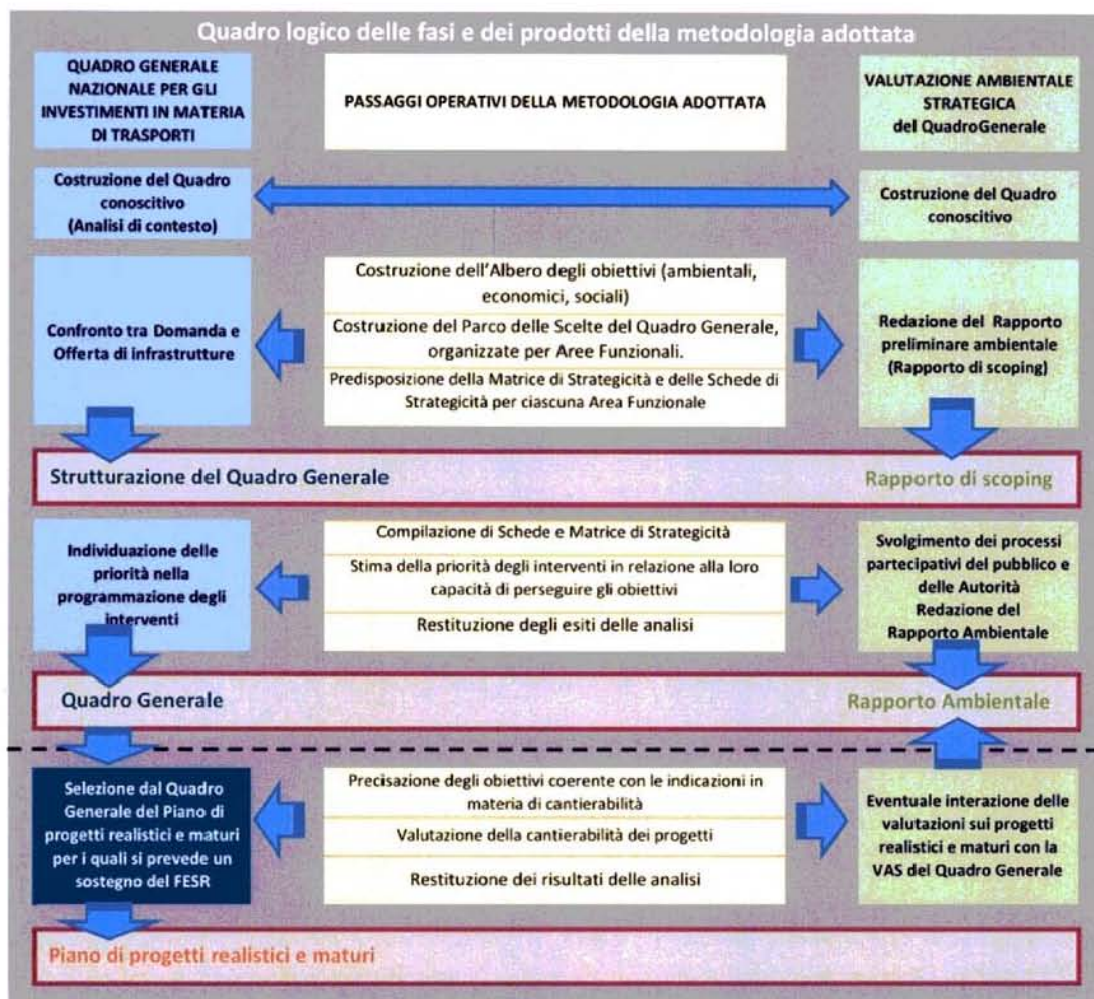 Quadro logico delle fasi e dei prodotti della metodologia adottata
QUADRO GENERALE
NAZIONALE PER GLI
INVESTIMENTI IN MATERIA
DI TRASPORTI
PASSAGGI OPERATIVI DELLA METODOLOGIA ADOTTATA
VALUTAZIONE AMBIENTALE
STRATEGICA
del QuadroGenerale
Costruzione del Quadro
conoscitivo
(Analisi di contesto)
Costruzione del Quadro
conoscitivo
Confronto tra Domanda e
Offerta di infrastrutture
Costruzione dell'Albero degli obiettivi (ambientali,
economici, sociali)
Costruzione del Parco delle Scelte del Quadro Generale,
organizzate per Aree Funzionali.
Predisposizione della Matrice di Strategicità e delle Schede di
Strategicità per ciascuna Area Funzionale
Redazione del Rapporto
preliminare ambientale
(Rapporto di scoping)
Strutturazione del Quadro Generale
Rapporto di scoping
Individuazione delle
priorità nella
programmazione degli
interventi
Compilazione di Schede e Matrice di Strategicità
Stima della priorità degli interventi in relazione alla loro
capacità di perseguire gli obiettivi
Restituzione degli esiti delle analisi
Svolgimento dei processi
partecipativi del pubblico e
delle Autorità
Redazione del
Rapporto Ambientale
Quadro Generale
Rapporto Ambientale
Selezione dal Quadro
Generale del Piano di
progetti realistici e maturi
per i quali si prevede un
sostegno del FESR
Precisazione degli obiettivi coerente con le indicazioni in
materia di cantierabilità
Valutazione della cantierabilità dei progetti
Restituzione dei risultati delle analisi
Eventuale interazione delle
valutazioni sui progetti
realistici e maturi con la
VAS del Quadro Generale
Piano di progetti realistici e maturi